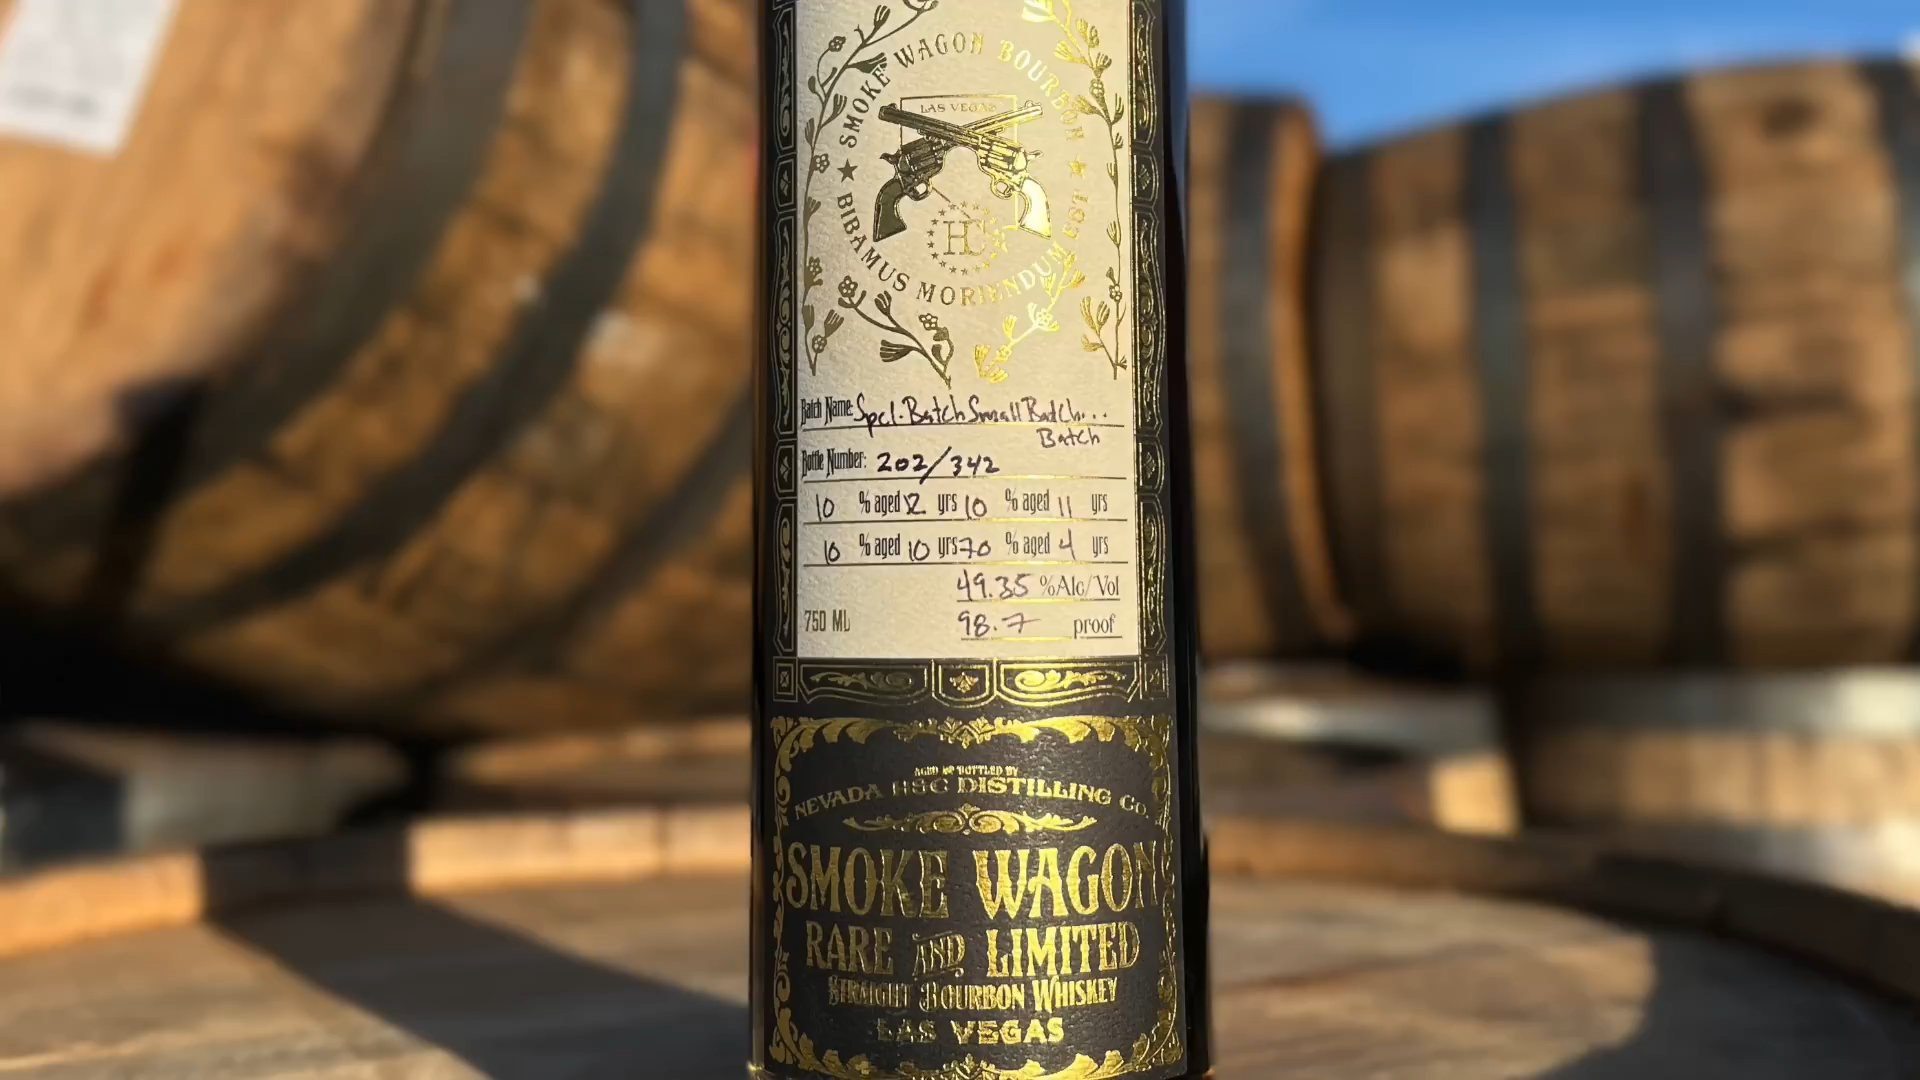 SMOKE WAGON BOURBON
LAS VEGAS
★ BIBAMUS MORIENDUM EST ★
HC
Batch Name: Spcl. Batch Small Batch...
Batch
Bottle Number: 202/342
10 % aged 12 yrs 10 % aged 11 yrs
10 % aged 10 yrs 70 % aged 4 yrs
49.35 %Alc/Vol
750 ML 98.7 proof
AGED & BOTTLED BY
NEVADA H&C DISTILLING Co.
SMOKE WAGON
RARE AND LIMITED
STRAIGHT BOURBON WHISKEY
LAS VEGAS